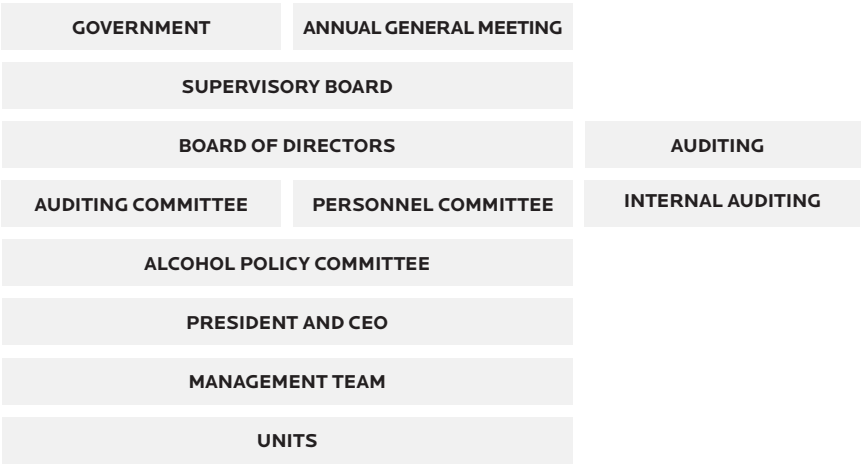 GOVERNMENT
ANNUAL GENERAL MEETING
SUPERVISORY BOARD
BOARD OF DIRECTORS
AUDITING
AUDITING COMMITTEE
PERSONNEL COMMITTEE
INTERNAL AUDITING
ALCOHOL POLICY COMMITTEE
PRESIDENT AND CEO
MANAGEMENT TEAM
UNITS